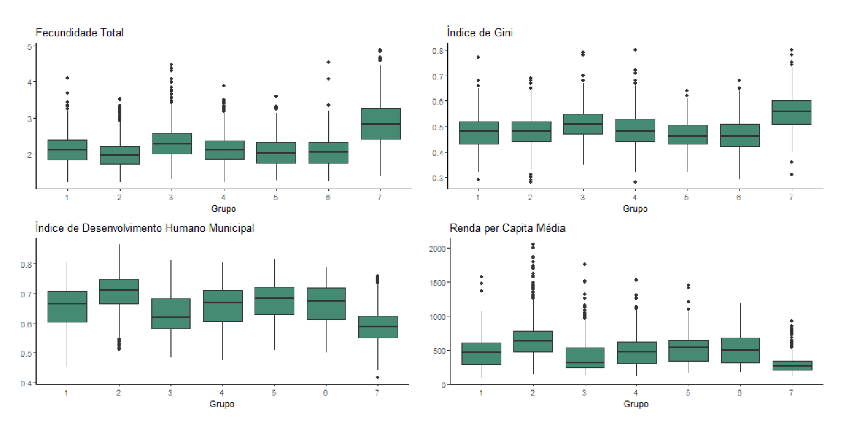 Fecundidade Total
5
4
3
2
1 2 3 4 5 6 7
Grupo
Índice de Gini
0.8
0.7
0.6
0.5
0.4
0.3
1 2 3 4 5 6 7
Grupo
Índice de Desenvolvimento Humano Municipal
0.8
0.7
0.6
0.5
0.4
1 2 3 4 5 6 7
Grupo
Renda per Capita Média
2000
1500
1000
500
0
1 2 3 4 5 6 7
Grupo